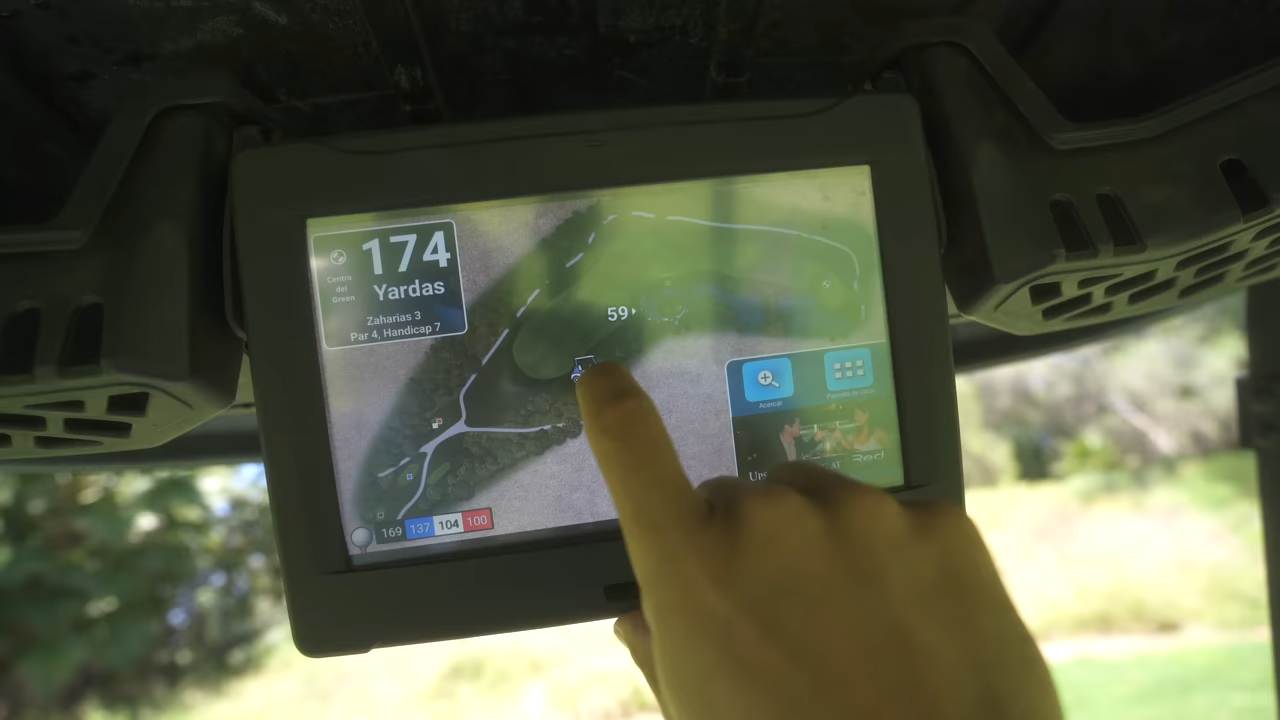 174
Centro
del
Green
Yardas
Zaharias 3
Par 4, Handicap 7
59
Acercar
Red
169 137 104 100